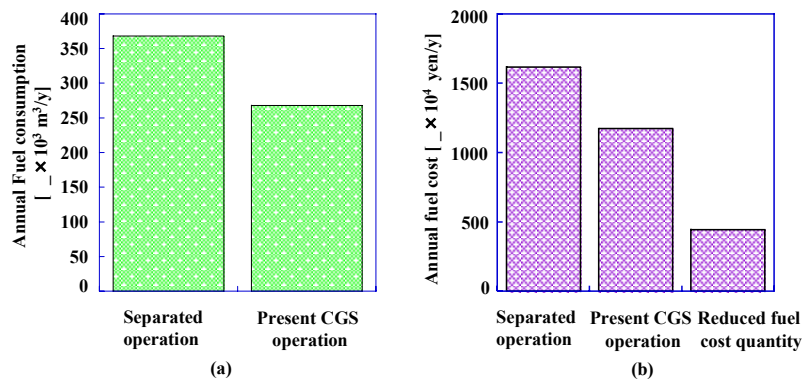 Annual Fuel consumption
[ _ × 10³ m³/y]
400
350
300
250
200
150
100
50
0
Separated
operation
Present CGS
operation
(a)
Annual fuel cost [ _ × 10⁴ yen/y]
2000
1500
1000
500
0
Separated
operation
Present CGS
operation
Reduced fuel
cost quantity
(b)